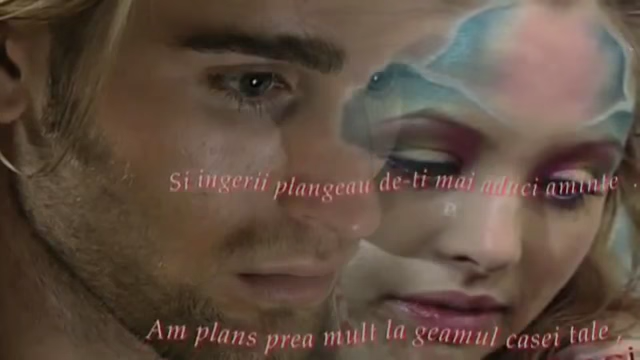 Si ingerii plangeau de-ti mai aduci aminte
Am plans prea mult la geamul casei tale ,